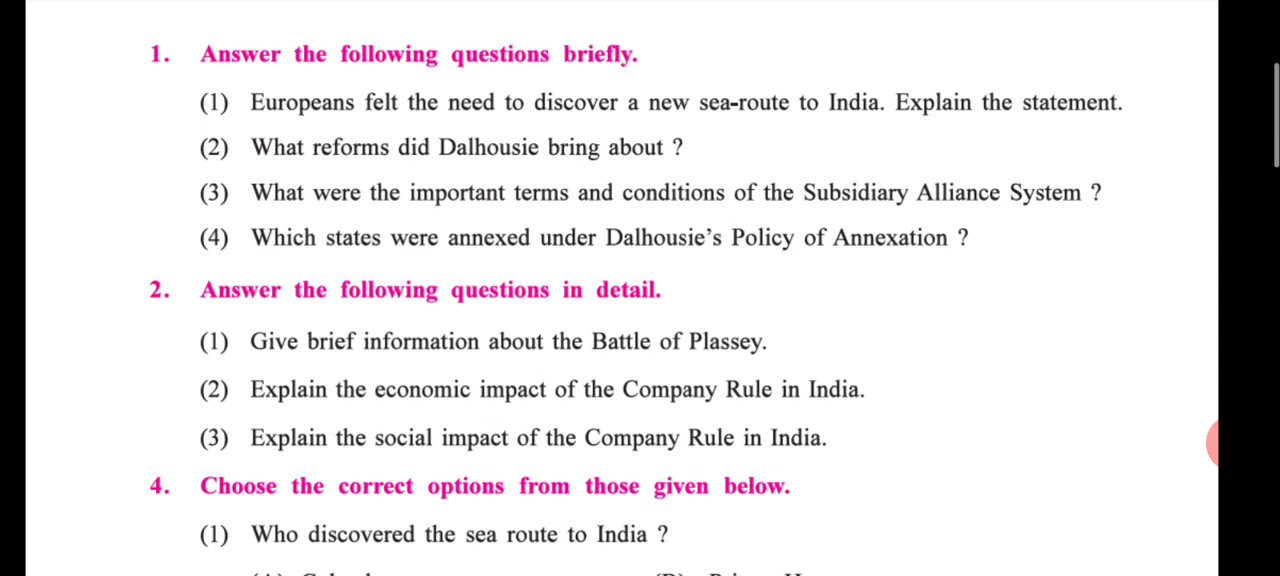 1. Answer the following questions briefly.
(1) Europeans felt the need to discover a new sea-route to India. Explain the statement.
(2) What reforms did Dalhousie bring about ?
(3) What were the important terms and conditions of the Subsidiary Alliance System ?
(4) Which states were annexed under Dalhousie’s Policy of Annexation ?
2. Answer the following questions in detail.
(1) Give brief information about the Battle of Plassey.
(2) Explain the economic impact of the Company Rule in India.
(3) Explain the social impact of the Company Rule in India.
4. Choose the correct options from those given below.
(1) Who discovered the sea route to India ?